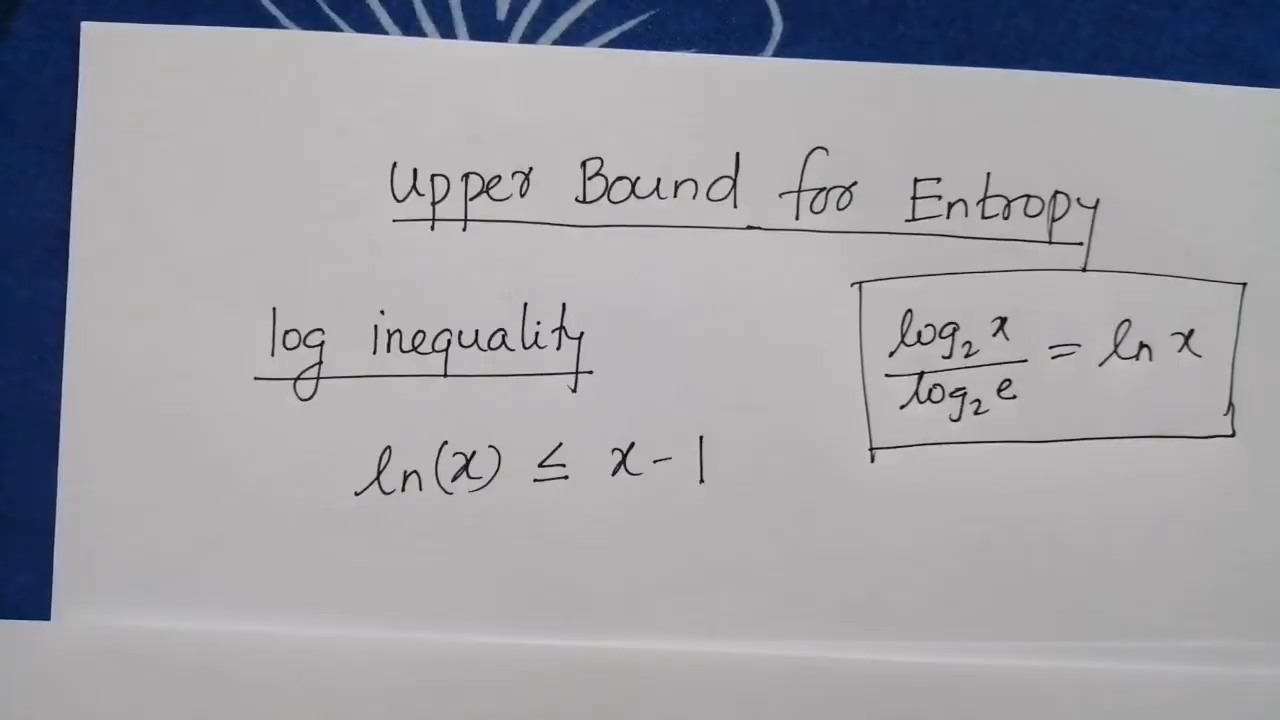 Upper Bound for Entropy
log inequality
log₂ x / log₂ e = ln x
ln(x) ≤ x - 1